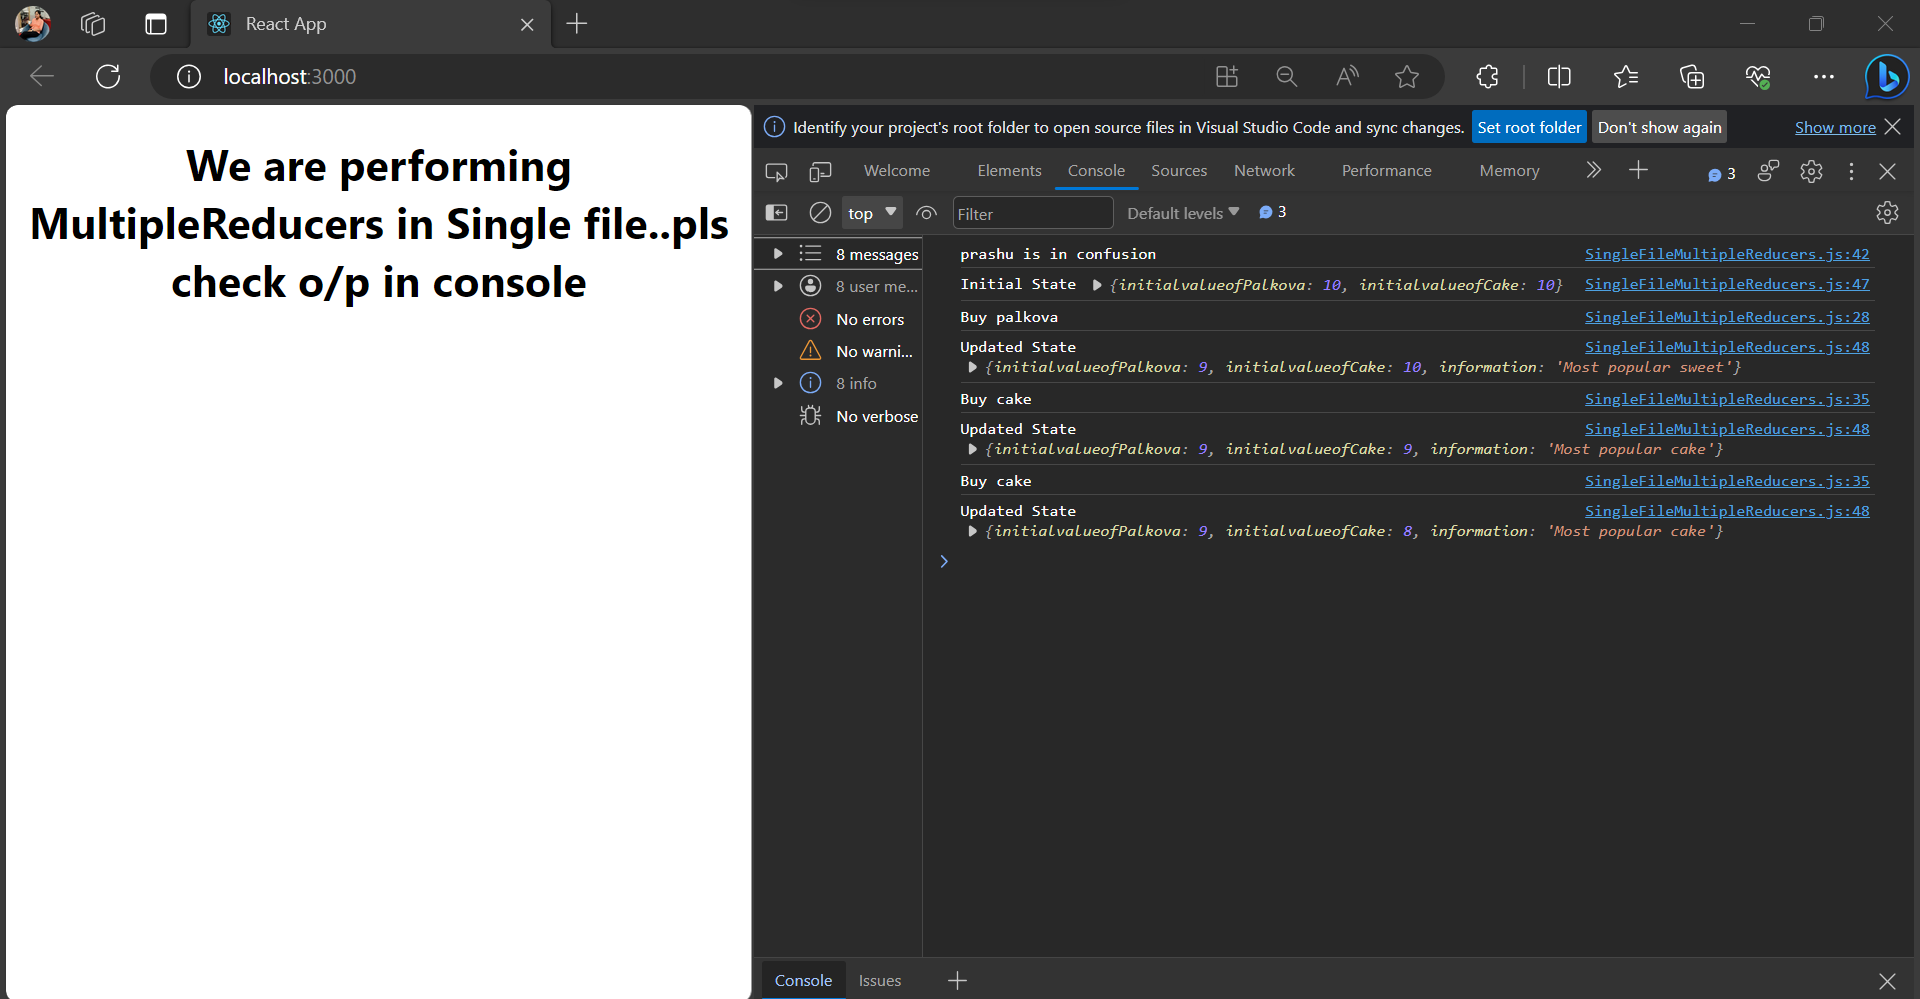 React App
localhost:3000
We are performing
MultipleReducers in Single file..pls
check o/p in console
Identify your project's root folder to open source files in Visual Studio Code and sync changes. Set root folder Don't show again Show more
Welcome Elements Console Sources Network Performance Memory 3
top Filter Default levels 3
8 messages
8 user me...
No errors
No warni...
8 info
No verbose
prashu is in confusion SingleFileMultipleReducers.js:42
Initial State {initialvalueofPalkova: 10, initialvalueofCake: 10} SingleFileMultipleReducers.js:47
Buy palkova SingleFileMultipleReducers.js:28
Updated State SingleFileMultipleReducers.js:48
{initialvalueofPalkova: 9, initialvalueofCake: 10, information: 'Most popular sweet'}
Buy cake SingleFileMultipleReducers.js:35
Updated State SingleFileMultipleReducers.js:48
{initialvalueofPalkova: 9, initialvalueofCake: 9, information: 'Most popular cake'}
Buy cake SingleFileMultipleReducers.js:35
Updated State SingleFileMultipleReducers.js:48
{initialvalueofPalkova: 9, initialvalueofCake: 8, information: 'Most popular cake'}
Console Issues